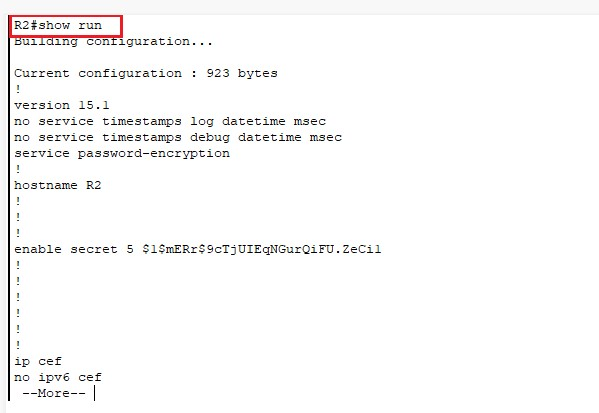 R2#show run
Building configuration...
Current configuration : 923 bytes
!
version 15.1
no service timestamps log datetime msec
no service timestamps debug datetime msec
service password-encryption
!
hostname R2
!
!
!
enable secret 5 $1$mERr$9cTjUIEqNGurQiFU.ZeCi1
!
!
!
!
!
!
ip cef
no ipv6 cef
--More--